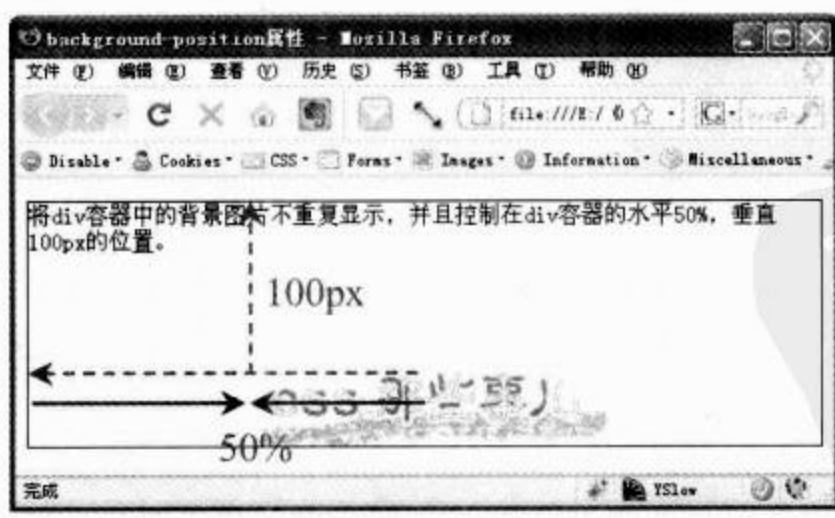 background-position属性 - Mozilla Firefox
文件 (F) 编辑 (E) 查看 (V) 历史 (S) 书签 (B) 工具 (T) 帮助 (H)
file:///E:/
Disable Cookies CSS Forms Images Information Miscellaneous
将div容器中的背景图片不重复显示，并且控制在div容器的水平50%，垂直
100px的位置。
100px
50%
完成 YSlow